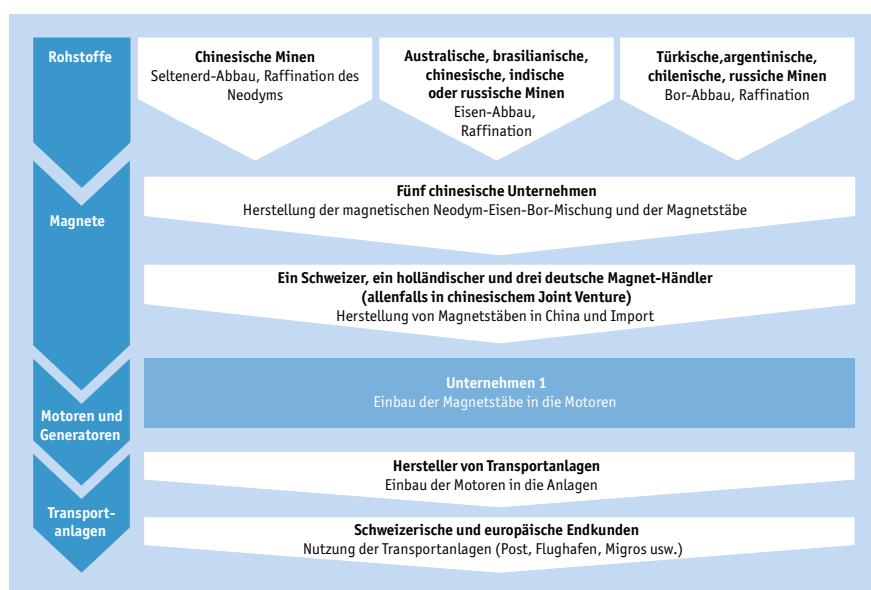 Rohstoffe
Chinesische Minen
Seltenerd-Abbau, Raffination des
Neodyms
Australische, brasilianische,
chinesische, indische
oder russische Minen
Eisen-Abbau,
Raffination
Türkische,argentinische,
chilenische, russiche Minen
Bor-Abbau, Raffination
Magnete
Fünf chinesische Unternehmen
Herstellung der magnetischen Neodym-Eisen-Bor-Mischung und der Magnetstäbe
Ein Schweizer, ein holländischer und drei deutsche Magnet-Händler
(allenfalls in chinesischem Joint Venture)
Herstellung von Magnetstäben in China und Import
Motoren und
Generatoren
Unternehmen 1
Einbau der Magnetstäbe in die Motoren
Transport-
anlagen
Hersteller von Transportanlagen
Einbau der Motoren in die Anlagen
Schweizerische und europäische Endkunden
Nutzung der Transportanlagen (Post, Flughafen, Migros usw.)